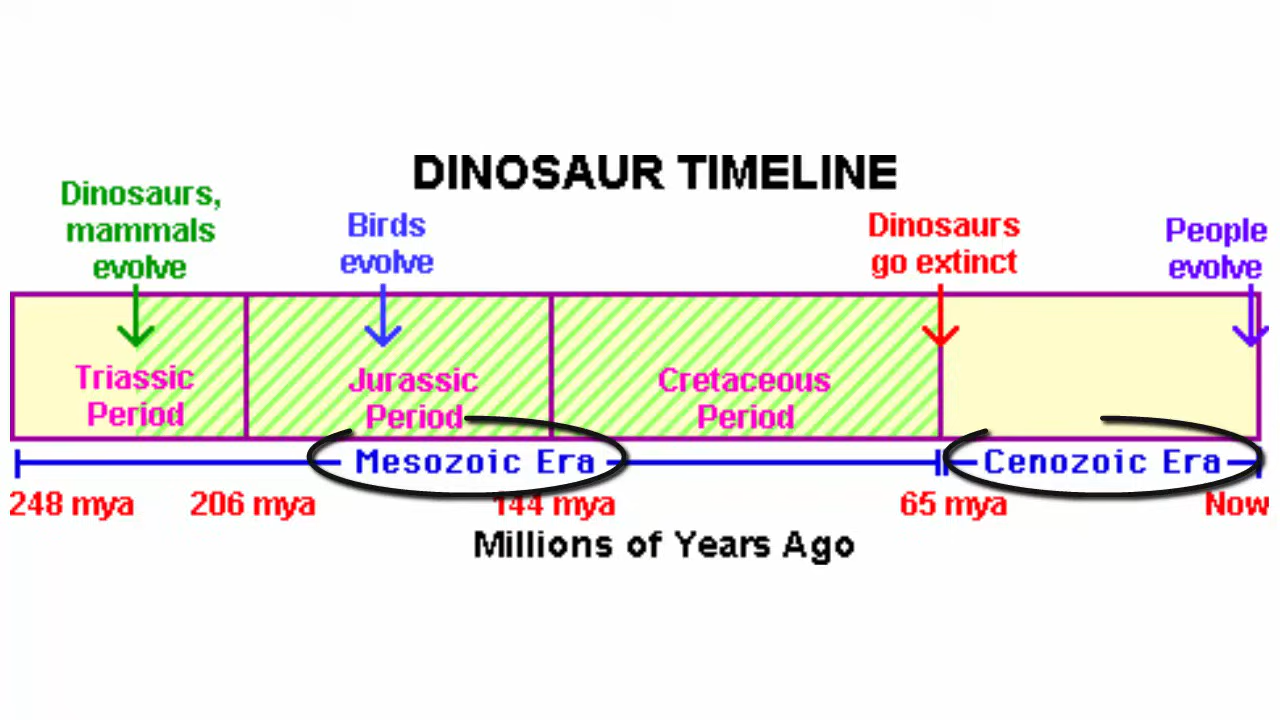 DINOSAUR TIMELINE
Dinosaurs,
mammals
evolve
Birds
evolve
Dinosaurs
go extinct
People
evolve
Triassic
Period
Jurassic
Period
Cretaceous
Period
Mesozoic Era
Cenozoic Era
248 mya
206 mya
144 mya
65 mya
Now
Millions of Years Ago